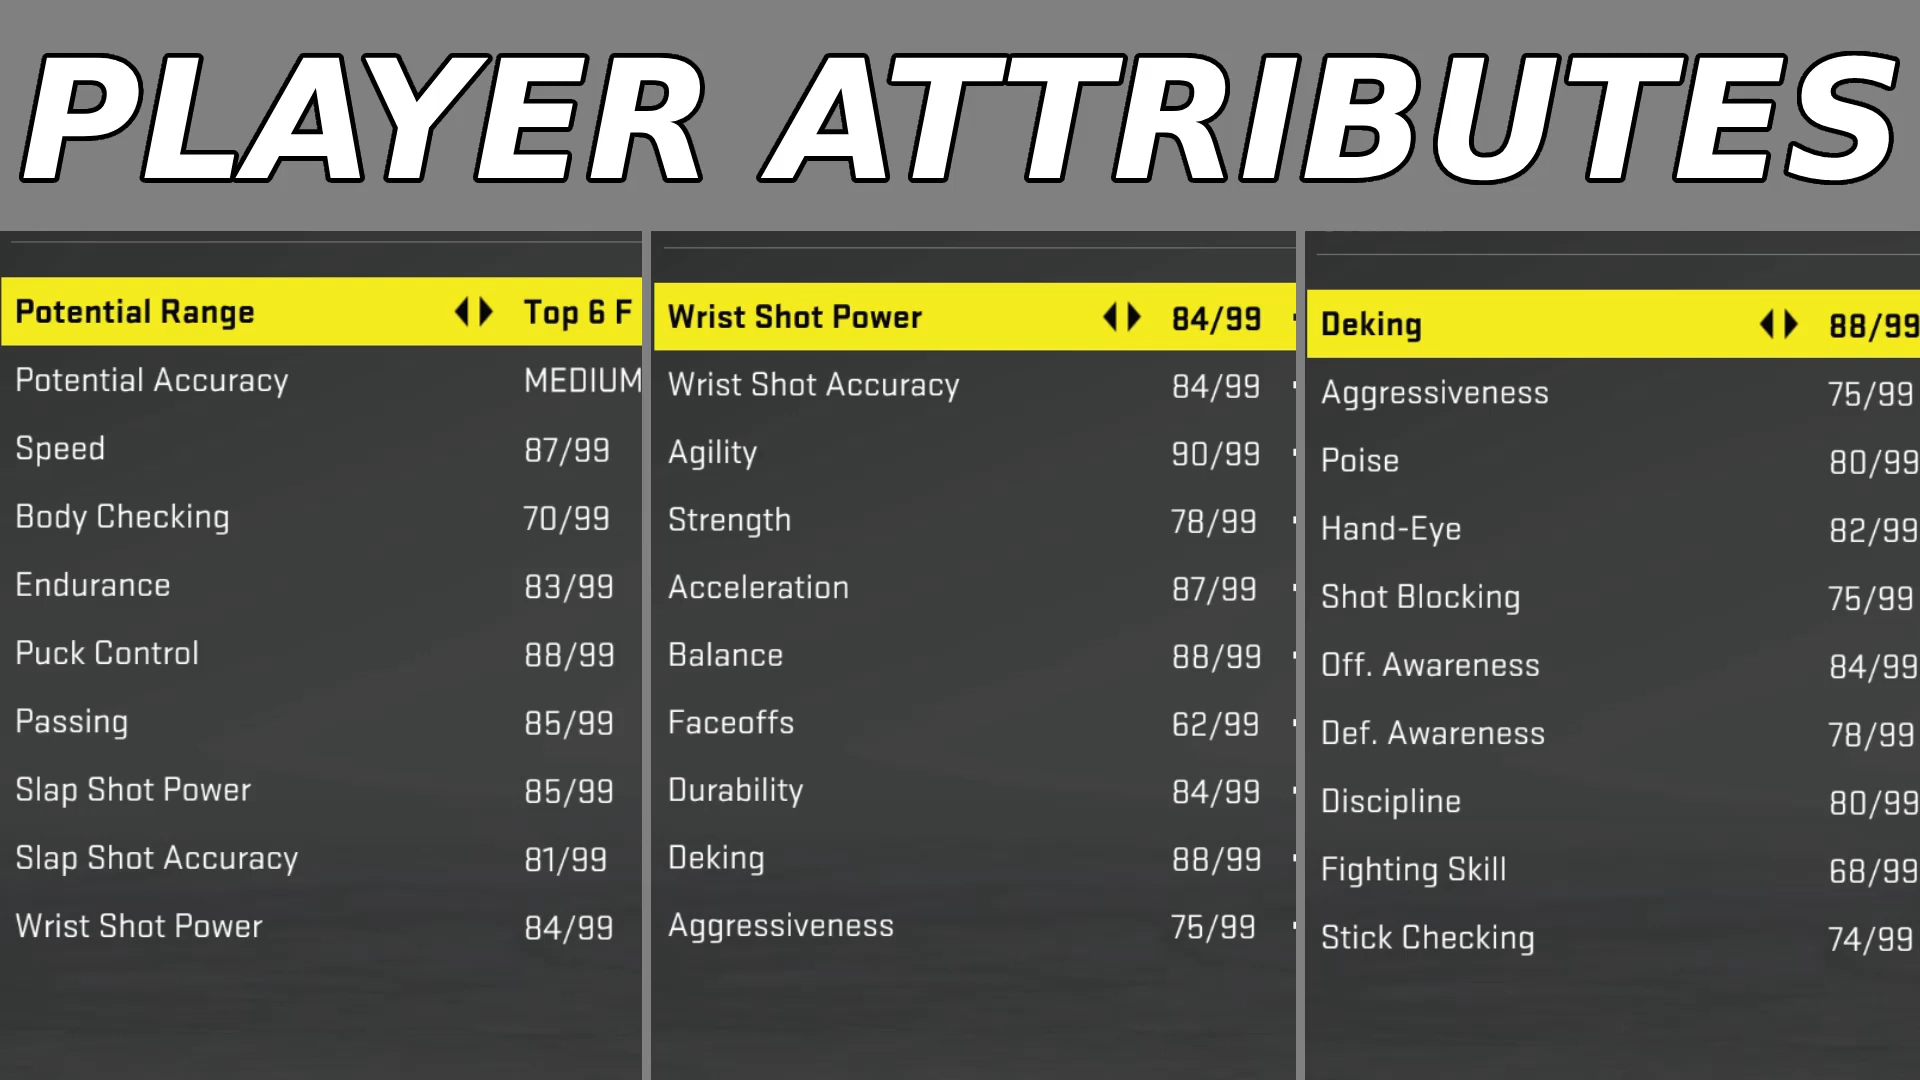 PLAYER ATTRIBUTES
Potential Range Top 6 F
Potential Accuracy MEDIUM
Speed 87/99
Body Checking 70/99
Endurance 83/99
Puck Control 88/99
Passing 85/99
Slap Shot Power 85/99
Slap Shot Accuracy 81/99
Wrist Shot Power 84/99
Wrist Shot Power 84/99
Wrist Shot Accuracy 84/99
Agility 90/99
Strength 78/99
Acceleration 87/99
Balance 88/99
Faceoffs 62/99
Durability 84/99
Deking 88/99
Aggressiveness 75/99
Deking 88/99
Aggressiveness 75/99
Poise 80/99
Hand-Eye 82/99
Shot Blocking 75/99
Off. Awareness 84/99
Def. Awareness 78/99
Discipline 80/99
Fighting Skill 68/99
Stick Checking 74/99